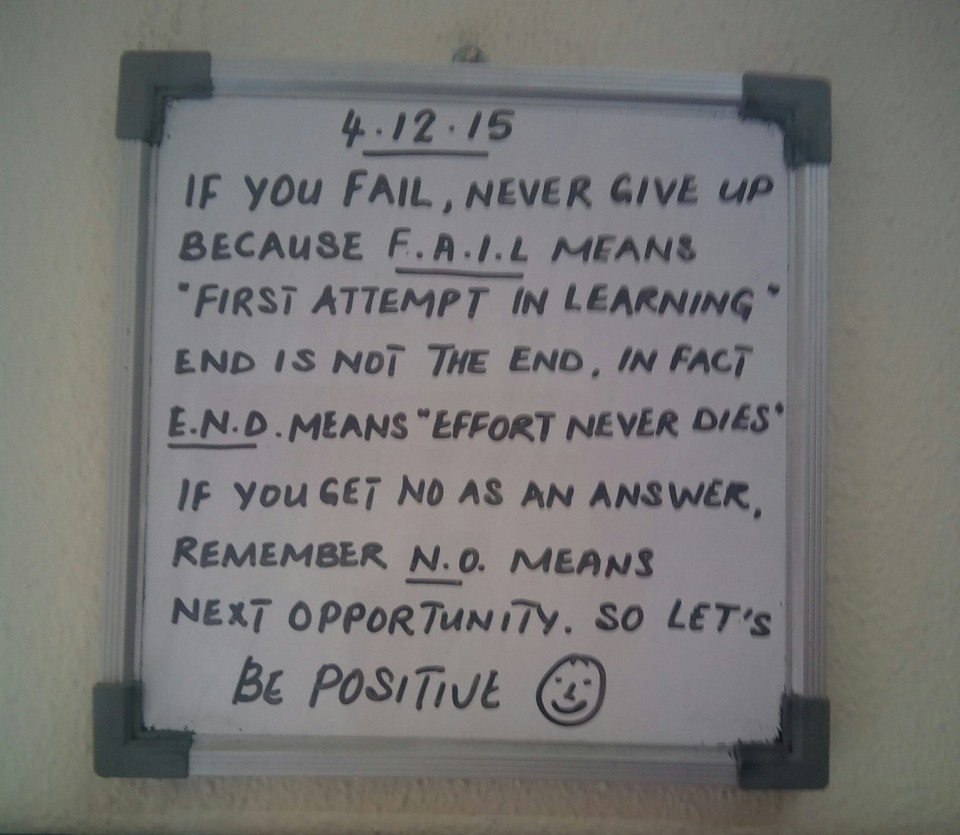 4.12.15
IF YOU FAIL, NEVER GIVE UP
BECAUSE F.A.I.L MEANS
"FIRST ATTEMPT IN LEARNING"
END IS NOT THE END, IN FACT
E.N.D. MEANS "EFFORT NEVER DIES"
IF YOU GET NO AS AN ANSWER,
REMEMBER N.O. MEANS
NEXT OPPORTUNITY. SO LET'S
BE POSITIVE